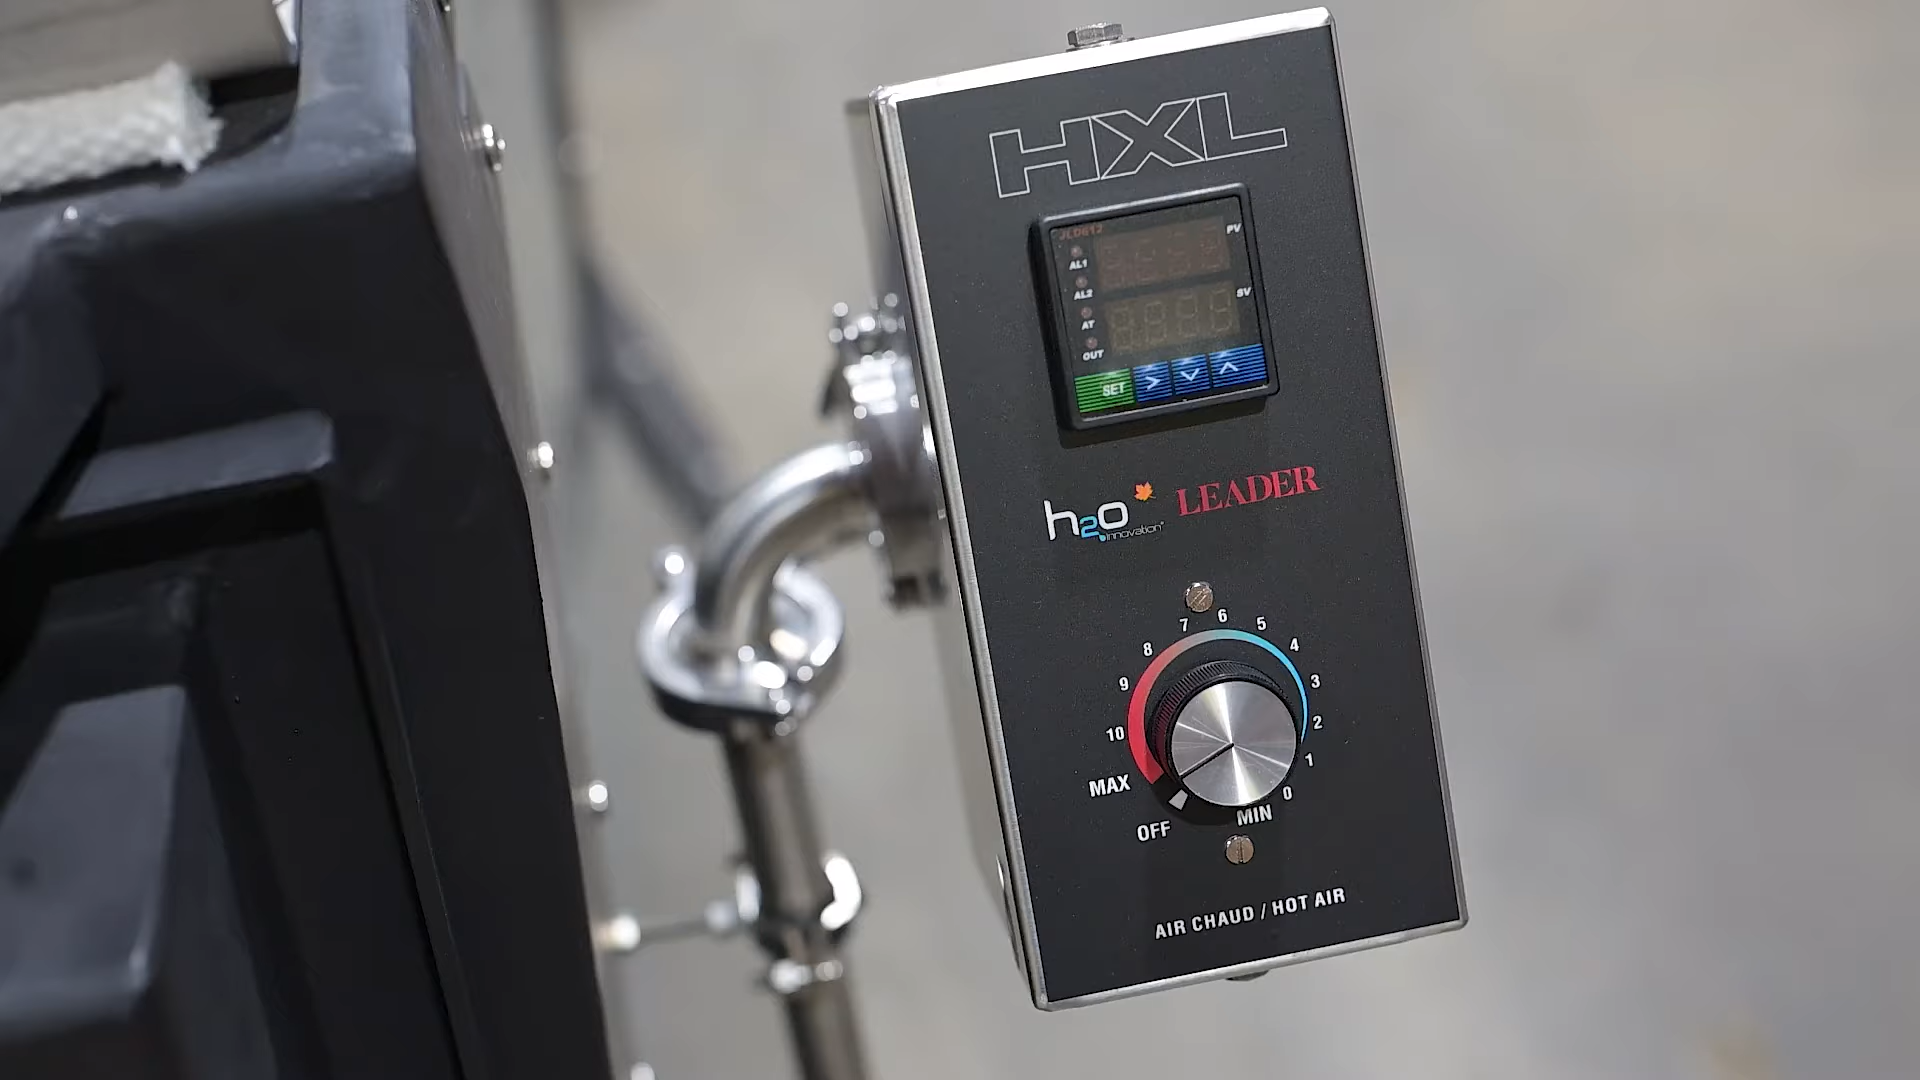 HXL
JLD612
PV
AL1
AL2
SV
AT
OUT
SET
h2o innovation
LEADER
7 6 5
8 4
9 3
10 2
MAX 1
OFF MIN 0
AIR CHAUD / HOT AIR